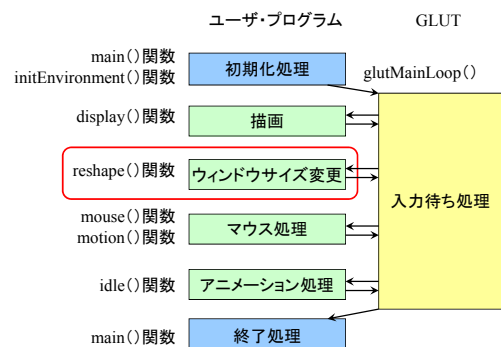 ユーザ・プログラム GLUT
main()関数
initEnvironment()関数
初期化処理
glutMainLoop()
display()関数
描画
reshape()関数
ウィンドウサイズ変更
入力待ち処理
mouse()関数
motion()関数
マウス処理
idle()関数
アニメーション処理
main()関数
終了処理